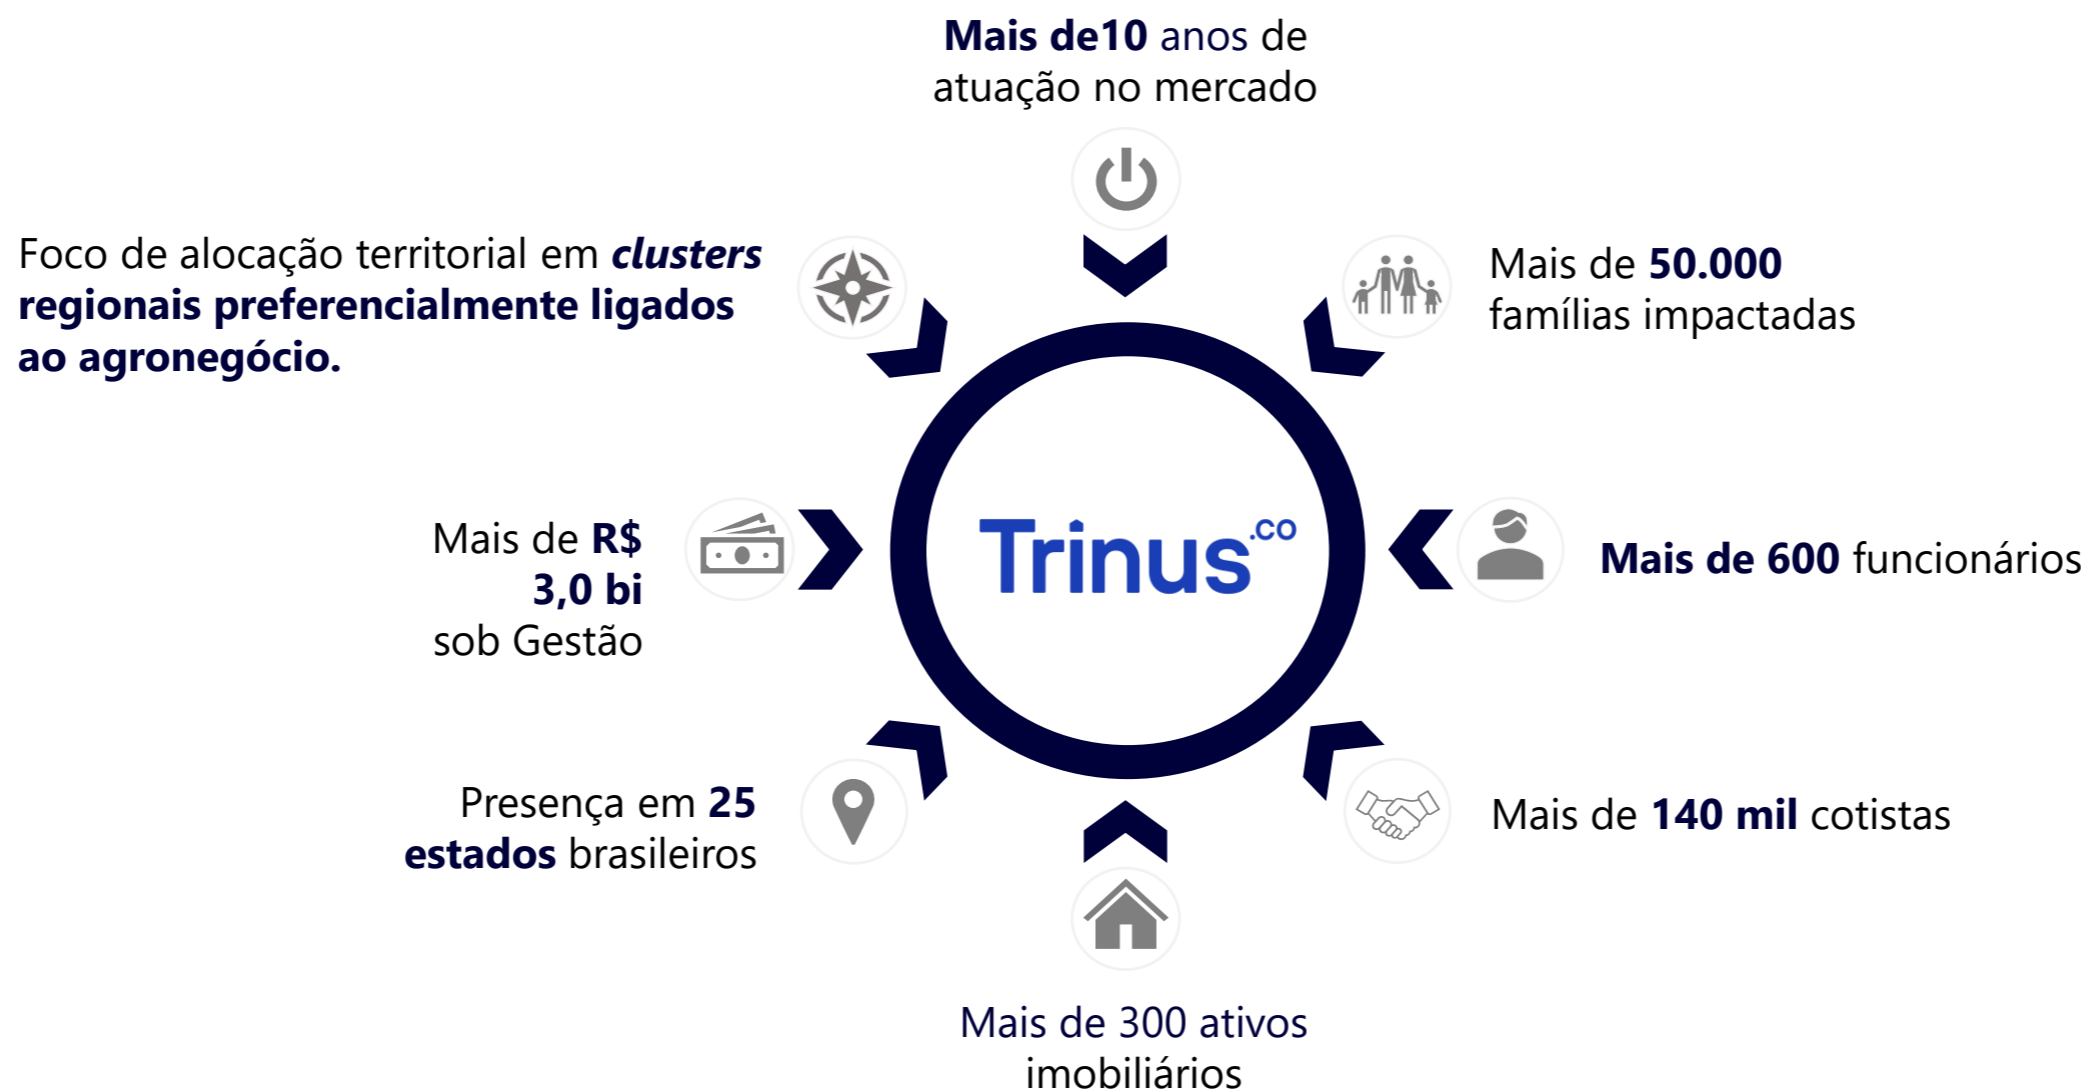 Mais de10 anos de
atuação no mercado
Foco de alocação territorial em clusters
regionais preferencialmente ligados
ao agronegócio.
Mais de 50.000
famílias impactadas
Mais de R$
3,0 bi
sob Gestão
Trinus.co
Mais de 600 funcionários
Presença em 25
estados brasileiros
Mais de 140 mil cotistas
Mais de 300 ativos
imobiliários